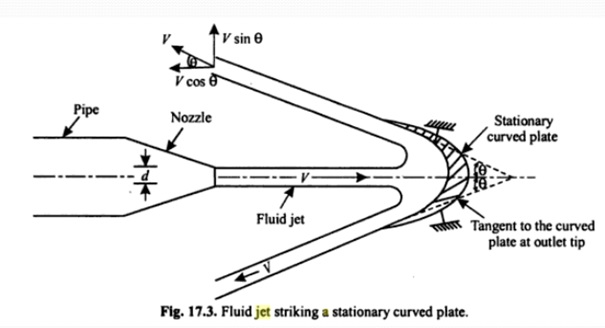 V
V sin θ
θ
V cos θ
Pipe
Nozzle
Stationary
curved plate
d
V
θ
θ
Fluid jet
Tangent to the curved
plate at outlet tip
V
Fig. 17.3. Fluid jet striking a stationary curved plate.